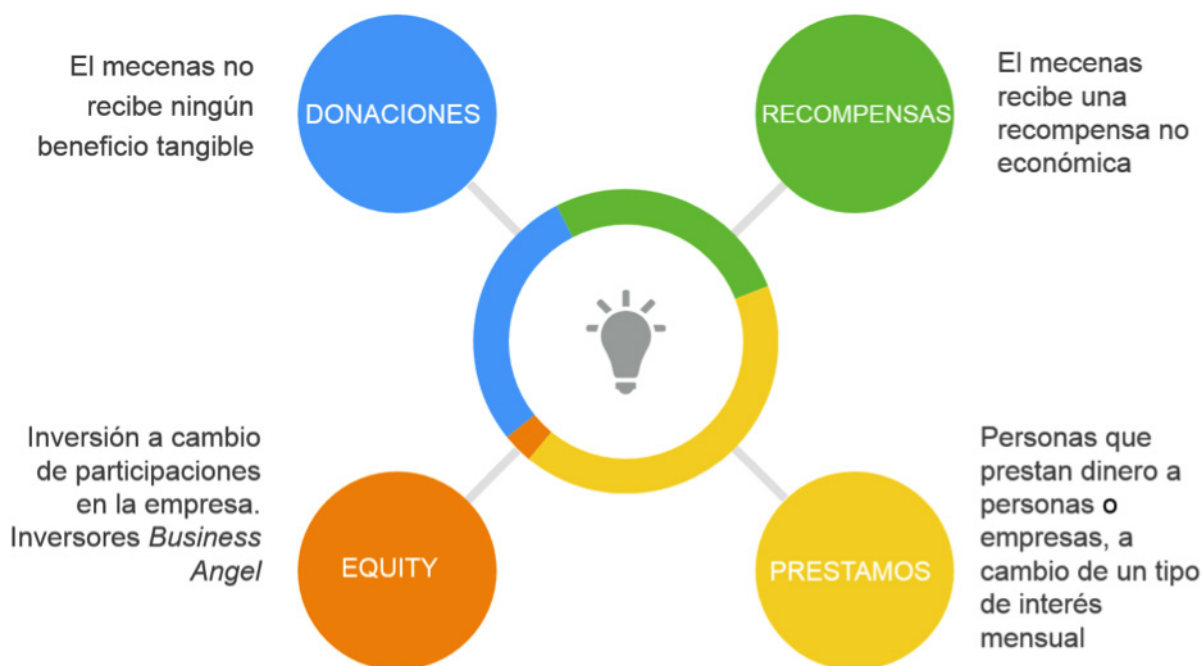 El mecenas no
recibe ningún
beneficio tangible
DONACIONES
RECOMPENSAS
El mecenas
recibe una
recompensa no
económica
Inversión a cambio
de participaciones
en la empresa.
Inversores Business
Angel
EQUITY
PRESTAMOS
Personas que
prestan dinero a
personas o
empresas, a
cambio de un tipo
de interés
mensual